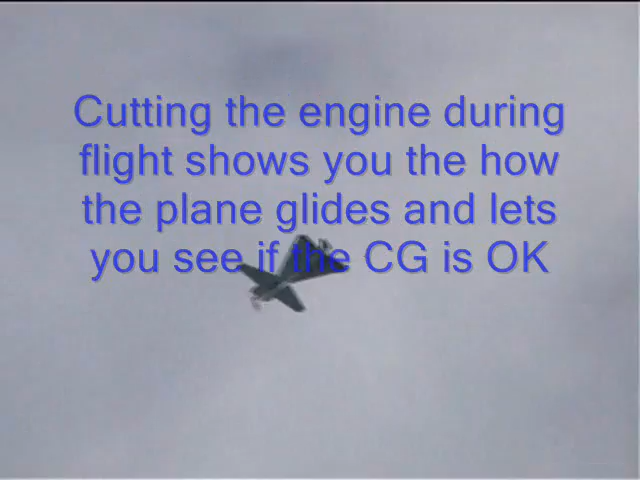 Cutting the engine during
flight shows you the how
the plane glides and lets
you see if the CG is OK